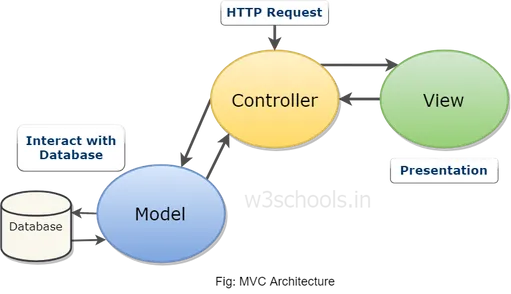 HTTP Request
Controller
View
Interact with
Database
Presentation
w3schools.in
Model
Database
Fig: MVC Architecture